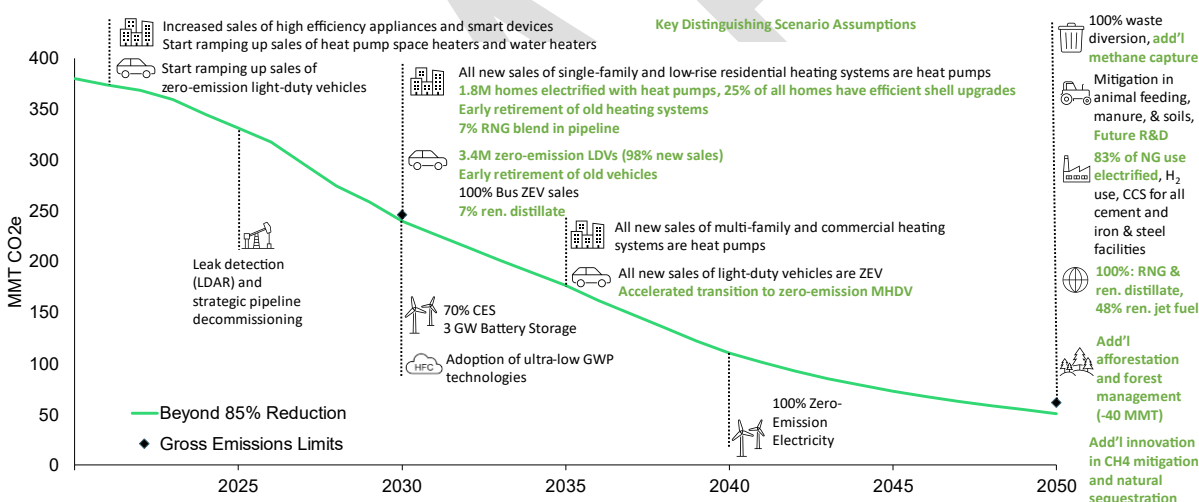 Key Distinguishing Scenario Assumptions
Increased sales of high efficiency appliances and smart devices
Start ramping up sales of heat pump space heaters and water heaters
Start ramping up sales of
zero-emission light-duty vehicles
All new sales of single-family and low-rise residential heating systems are heat pumps
1.8M homes electrified with heat pumps, 25% of all homes have efficient shell upgrades
Early retirement of old heating systems
7% RNG blend in pipeline
3.4M zero-emission LDVs (98% new sales)
Early retirement of old vehicles
100% Bus ZEV sales
7% ren. distillate
All new sales of multi-family and commercial heating
systems are heat pumps
All new sales of light-duty vehicles are ZEV
Accelerated transition to zero-emission MHDV
Leak detection
(LDAR) and
strategic pipeline
decommissioning
70% CES
3 GW Battery Storage
HFC
Adoption of ultra-low GWP
technologies
100% Zero-
Emission
Electricity
100% waste
diversion, add'l
methane capture
Mitigation in
animal feeding,
manure, & soils,
Future R&D
83% of NG use
electrified, H2
use, CCS for all
cement and
iron & steel
facilities
100%: RNG &
ren. distillate,
48% ren. jet fuel
Add'l
afforestation
and forest
management
(-40 MMT)
Add'l innovation
in CH4 mitigation
and natural
sequestration
MMT CO2e
400
350
300
250
200
150
100
50
0
Beyond 85% Reduction
Gross Emissions Limits
2025
2030
2035
2040
2045
2050